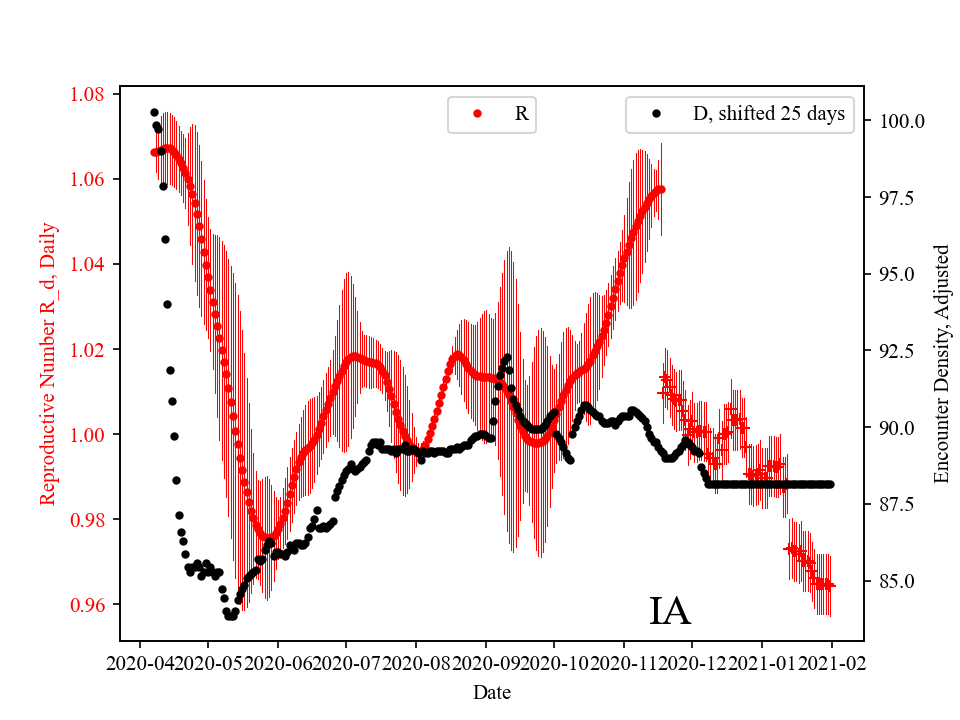 R
D, shifted 25 days
1.08
1.06
1.04
1.02
1.00
0.98
0.96
Reproductive Number R_d, Daily
100.0
97.5
95.0
92.5
90.0
87.5
85.0
Encounter Density, Adjusted
IA
2020-04 2020-05 2020-06 2020-07 2020-08 2020-09 2020-10 2020-11 2020-12 2021-01 2021-02
Date